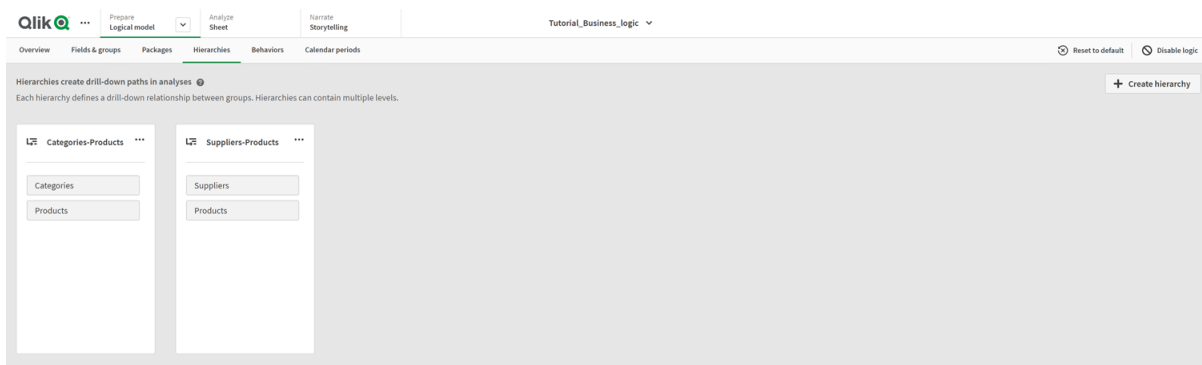 Qlik
Prepare
Logical model
Analyze
Sheet
Narrate
Storytelling
Tutorial_Business_logic
Overview Fields & groups Packages Hierarchies Behaviors Calendar periods Reset to default Disable logic
Hierarchies create drill-down paths in analyses
Each hierarchy defines a drill-down relationship between groups. Hierarchies can contain multiple levels.
Create hierarchy
Categories-Products
Categories
Products
Suppliers-Products
Suppliers
Products